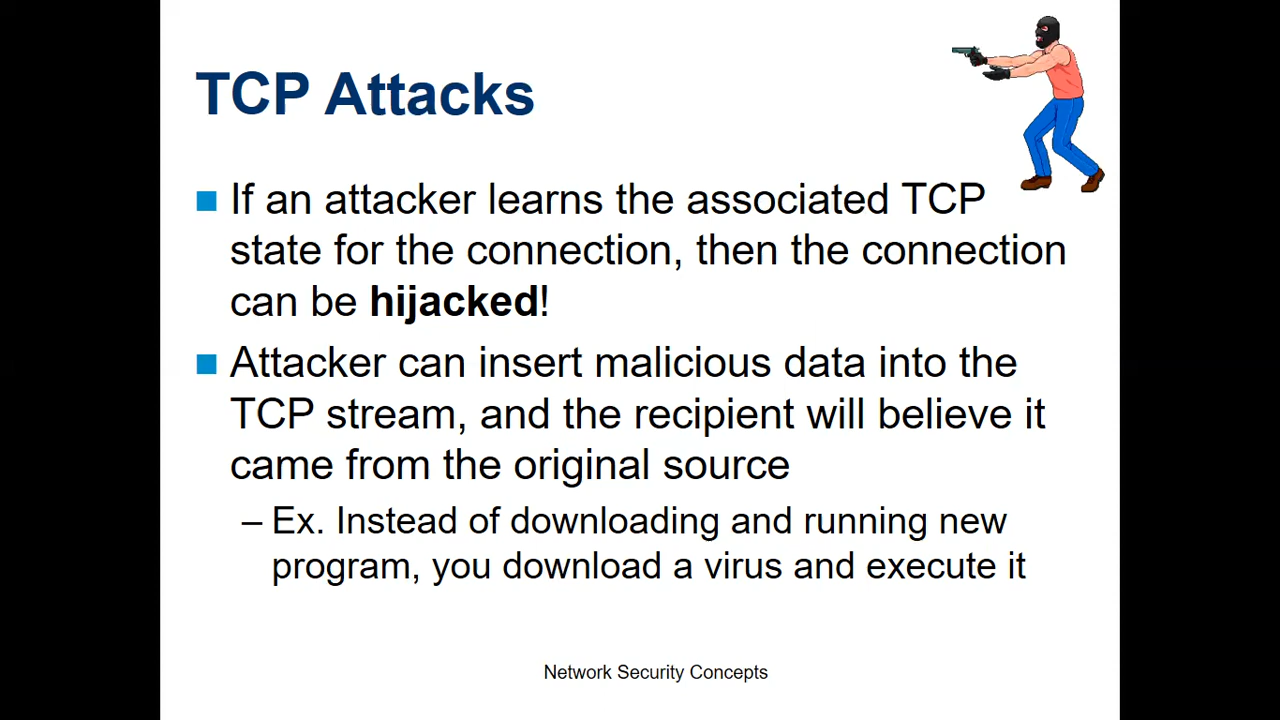 TCP Attacks
If an attacker learns the associated TCP
state for the connection, then the connection
can be hijacked!
Attacker can insert malicious data into the
TCP stream, and the recipient will believe it
came from the original source
– Ex. Instead of downloading and running new
program, you download a virus and execute it
Network Security Concepts